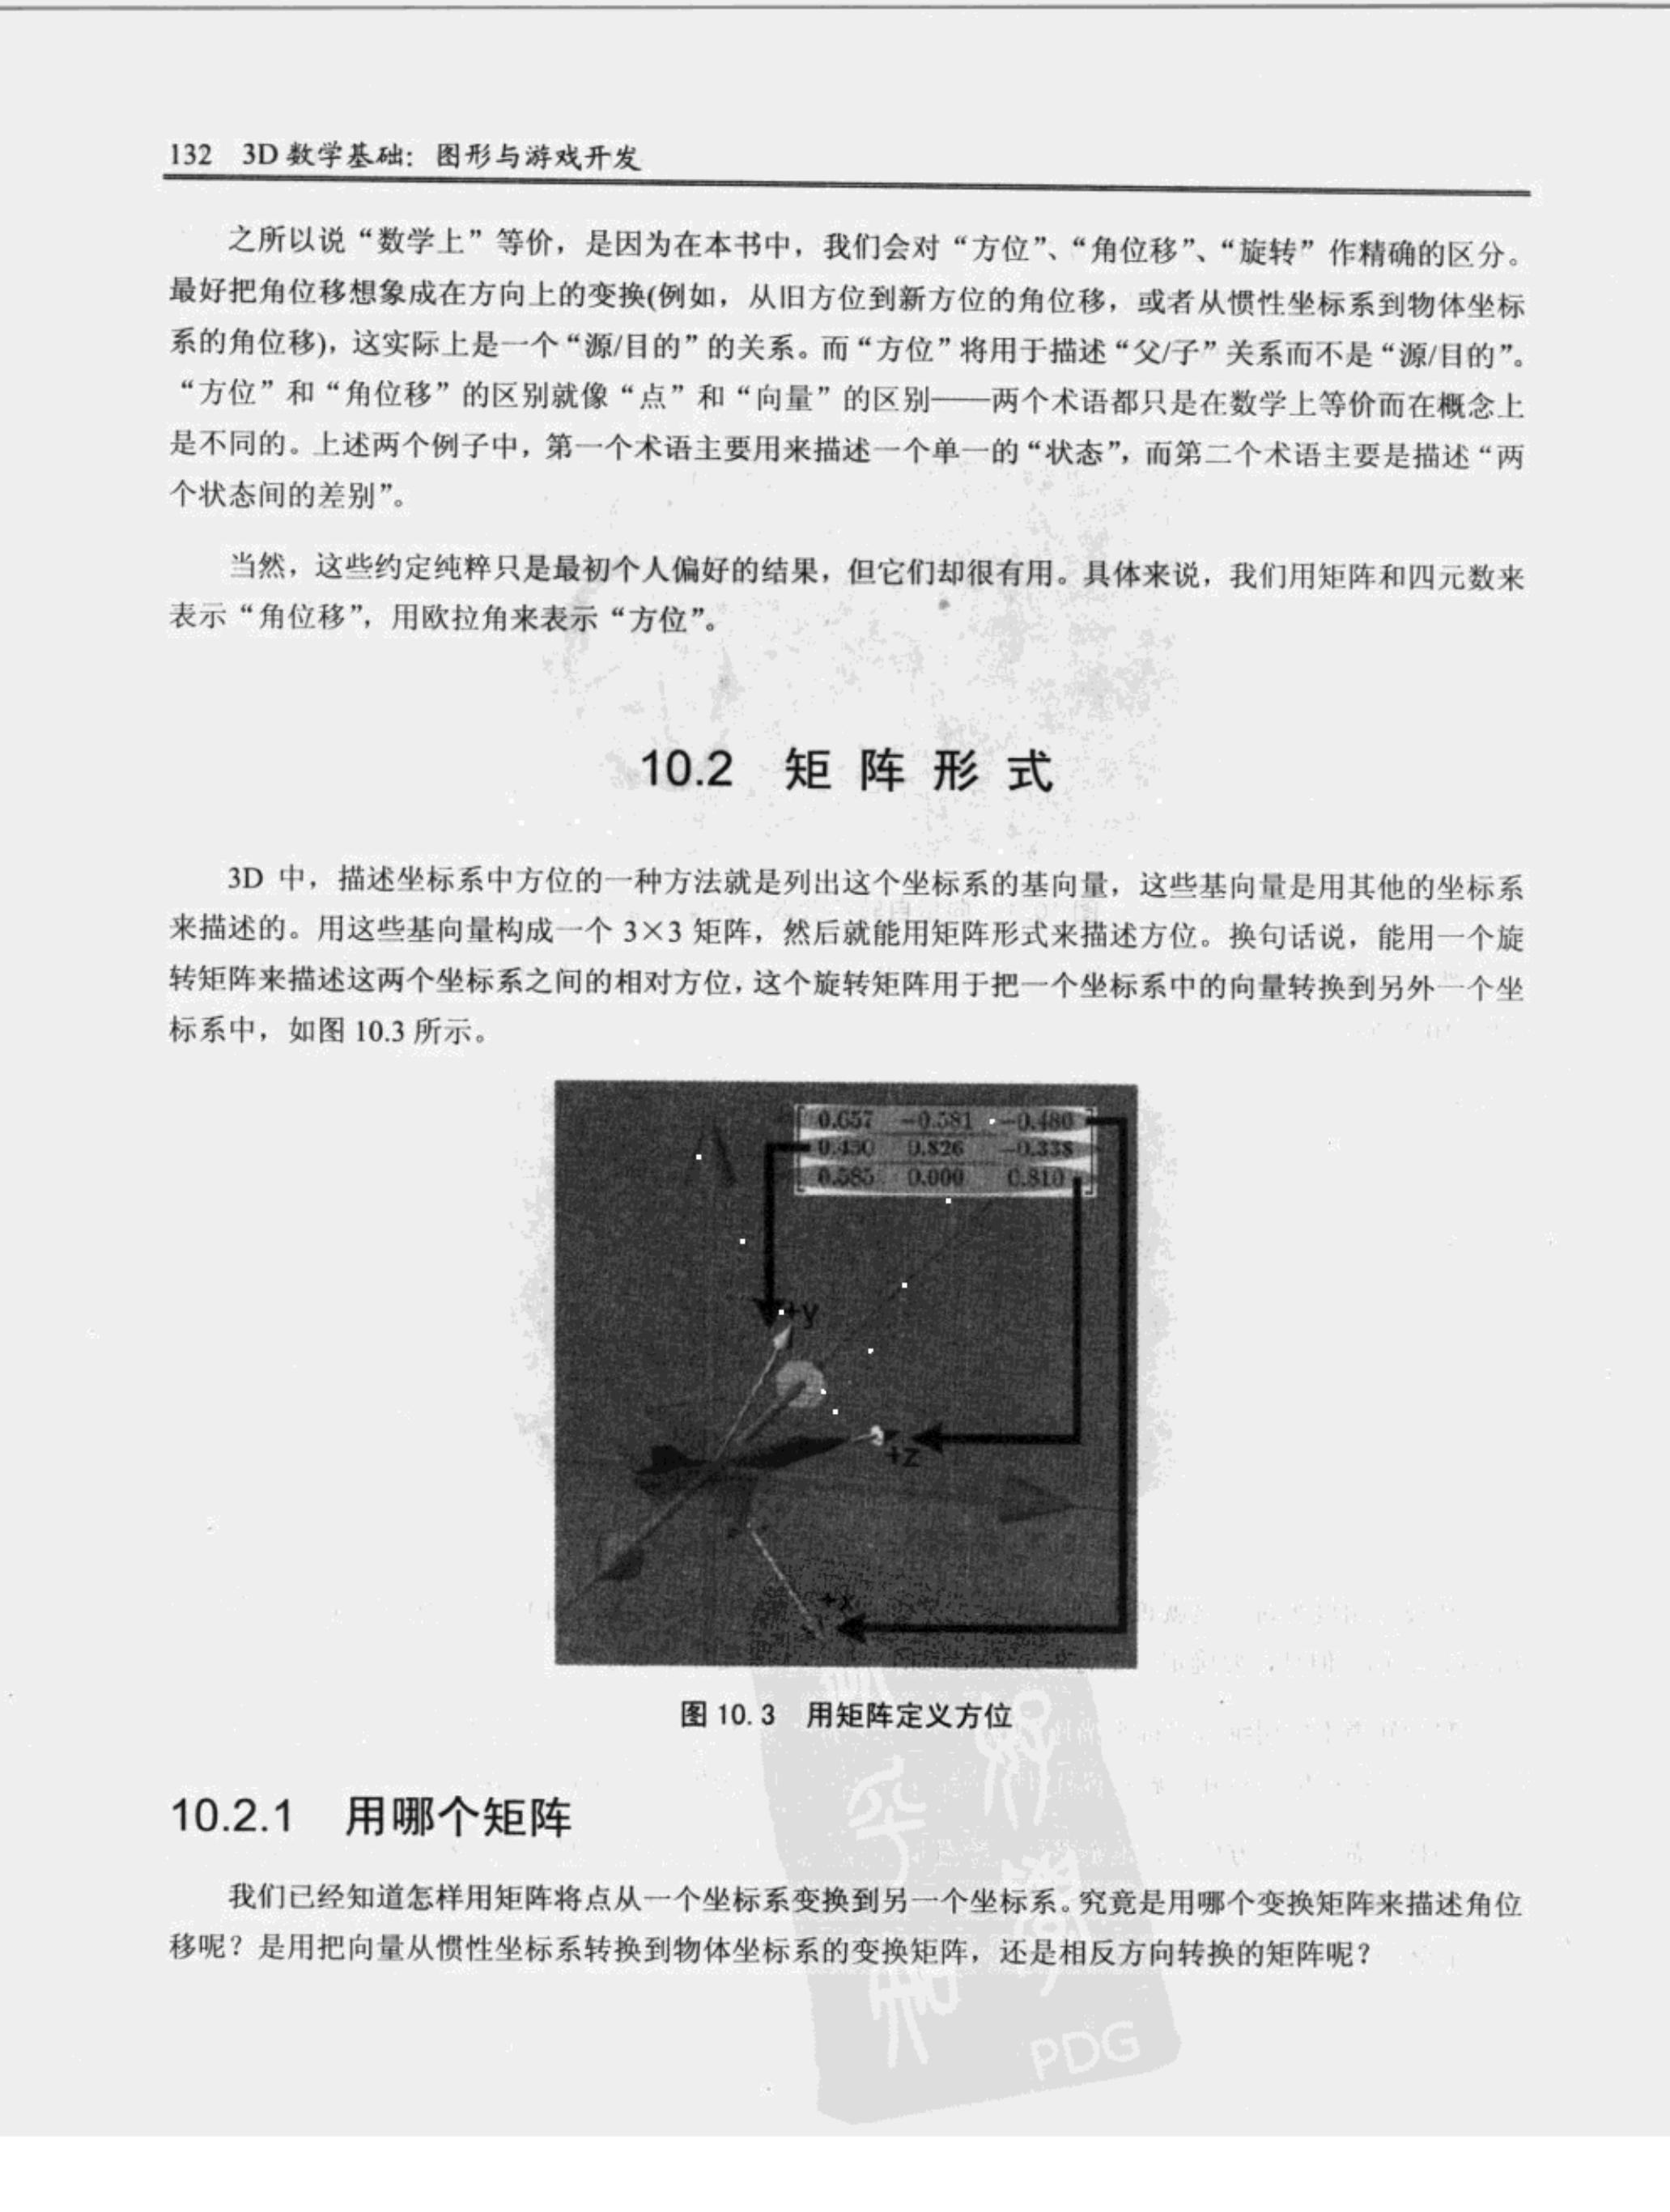 132 3D 数学基础：图形与游戏开发
之所以说“数学上”等价，是因为在本书中，我们会对“方位”、“角位移”、“旋转”作精确的区分。
最好把角位移想象成在方向上的变换(例如，从旧方位到新方位的角位移，或者从惯性坐标系到物体坐标
系的角位移)，这实际上是一个“源/目的”的关系。而“方位”将用于描述“父/子”关系而不是“源/目的”。
“方位”和“角位移”的区别就像“点”和“向量”的区别——两个术语都只是在数学上等价而在概念上
是不同的。上述两个例子中，第一个术语主要用来描述一个单一的“状态”，而第二个术语主要是描述“两
个状态间的差别”。
当然，这些约定纯粹只是最初个人偏好的结果，但它们却很有用。具体来说，我们用矩阵和四元数来
表示“角位移”，用欧拉角来表示“方位”。
10.2 矩阵形式
3D 中，描述坐标系中方位的一种方法就是列出这个坐标系的基向量，这些基向量是用其他的坐标系
来描述的。用这些基向量构成一个 3×3 矩阵，然后就能用矩阵形式来描述方位。换句话说，能用一个旋
转矩阵来描述这两个坐标系之间的相对方位，这个旋转矩阵用于把一个坐标系中的向量转换到另外一个坐
标系中，如图 10.3 所示。
0.657 -0.581 -0.480
0.450 0.826 -0.338
0.585 0.000 0.810
+y
+z
+x
图 10.3 用矩阵定义方位
10.2.1 用哪个矩阵
我们已经知道怎样用矩阵将点从一个坐标系变换到另一个坐标系。究竟是用哪个变换矩阵来描述角位
移呢？是用把向量从惯性坐标系转换到物体坐标系的变换矩阵，还是相反方向转换的矩阵呢？
PDG